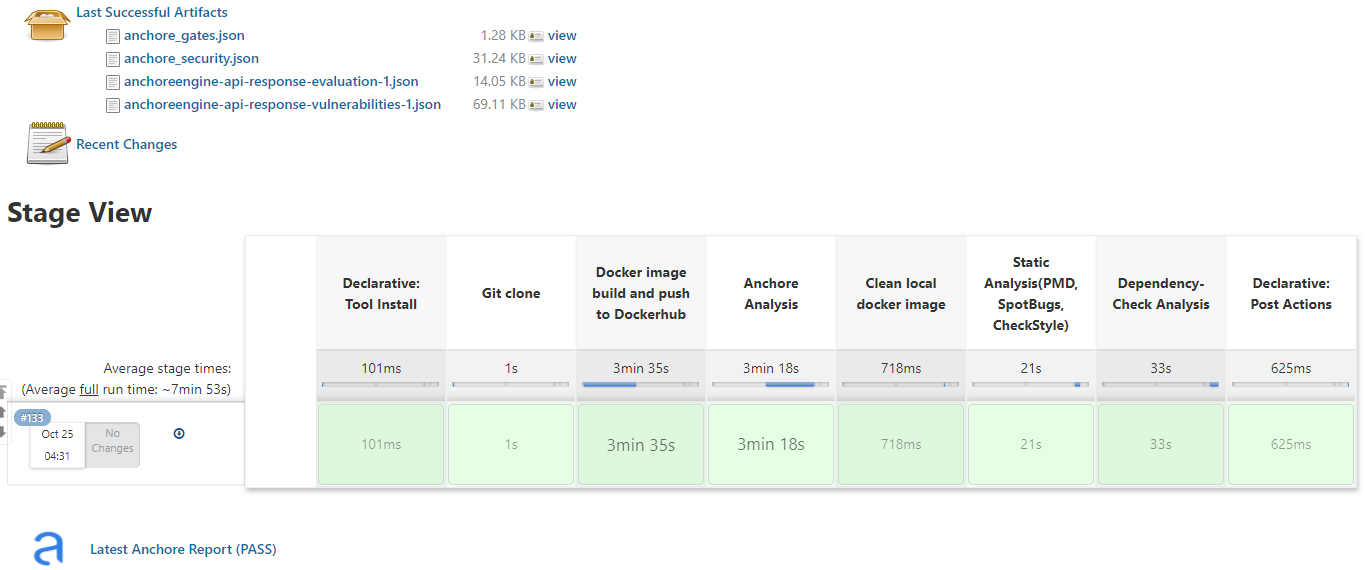 Last Successful Artifacts
anchore_gates.json 1.28 KB view
anchore_security.json 31.24 KB view
anchoreengine-api-response-evaluation-1.json 14.05 KB view
anchoreengine-api-response-vulnerabilities-1.json 69.11 KB view
Recent Changes
Stage View
Declarative:
Tool Install
Git clone
Docker image
build and push
to Dockerhub
Anchore
Analysis
Clean local
docker image
Static
Analysis(PMD,
SpotBugs,
CheckStyle)
Dependency-
Check Analysis
Declarative:
Post Actions
Average stage times:
(Average full run time: ~7min 53s)
101ms 1s 3min 35s 3min 18s 718ms 21s 33s 625ms
#133
Oct 25
04:31
No
Changes
101ms 1s 3min 35s 3min 18s 718ms 21s 33s 625ms
Latest Anchore Report (PASS)